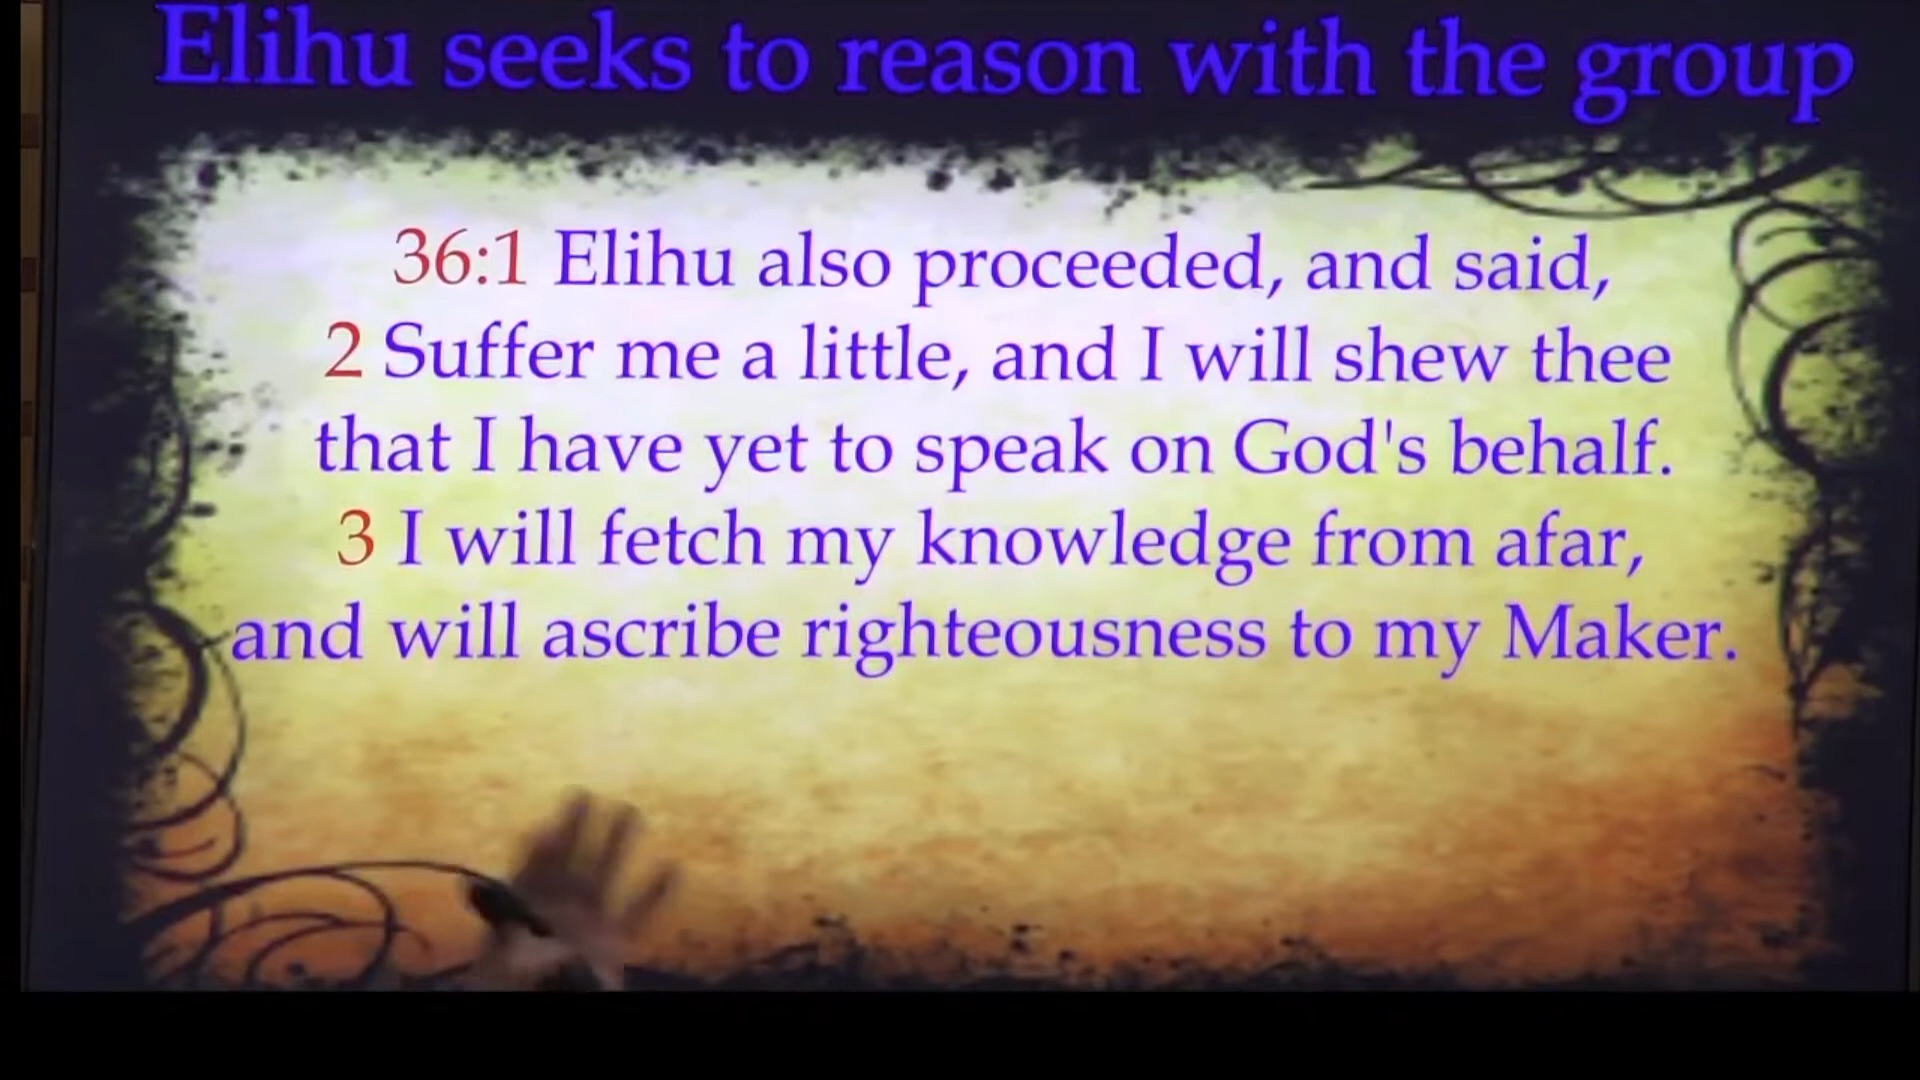 Elihu seeks to reason with the group
36:1 Elihu also proceeded, and said,
2 Suffer me a little, and I will shew thee
that I have yet to speak on God's behalf.
3 I will fetch my knowledge from afar,
and will ascribe righteousness to my Maker.